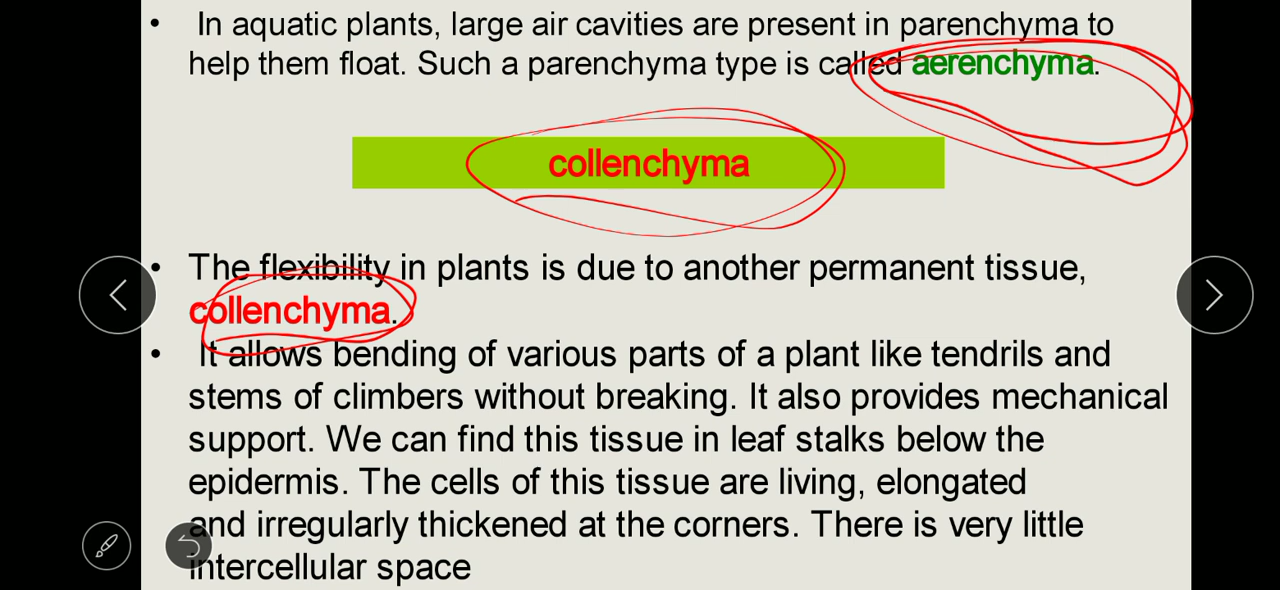 • In aquatic plants, large air cavities are present in parenchyma to
help them float. Such a parenchyma type is called aerenchyma.
collenchyma
• The flexibility in plants is due to another permanent tissue,
collenchyma.
• It allows bending of various parts of a plant like tendrils and
stems of climbers without breaking. It also provides mechanical
support. We can find this tissue in leaf stalks below the
epidermis. The cells of this tissue are living, elongated
and irregularly thickened at the corners. There is very little
intercellular space